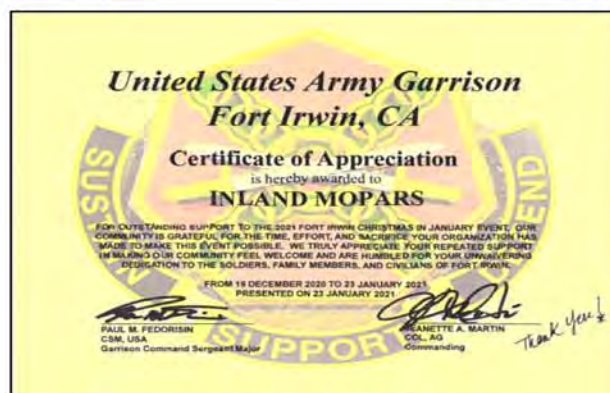 United States Army Garrison
Fort Irwin, CA
Certificate of Appreciation
is hereby awarded to
INLAND MOPARS
FOR OUTSTANDING SUPPORT TO THE 2021 FORT IRWIN CHRISTMAS IN JANUARY EVENT. OUR
COMMUNITY IS GRATEFUL FOR THE TIME, EFFORT, AND SACRIFICE YOUR ORGANIZATION HAS
MADE TO MAKE THIS EVENT POSSIBLE. WE TRULY APPRECIATE YOUR REPEATED SUPPORT
IN MAKING OUR COMMUNITY FEEL WELCOME AND ARE HUMBLED FOR YOUR UNWAIVERING
DEDICATION TO THE SOLDIERS, FAMILY MEMBERS, AND CIVILIANS OF FORT IRWIN.
FROM 19 DECEMBER 2020 TO 23 JANUARY 2021
PRESENTED ON 23 JANUARY 2021
PAUL M. FEDORISIN
CSM, USA
Garrison Command Sergeant Major
JEANETTE A. MARTIN
COL, AG
Commanding
Thank you!
SUPPORT